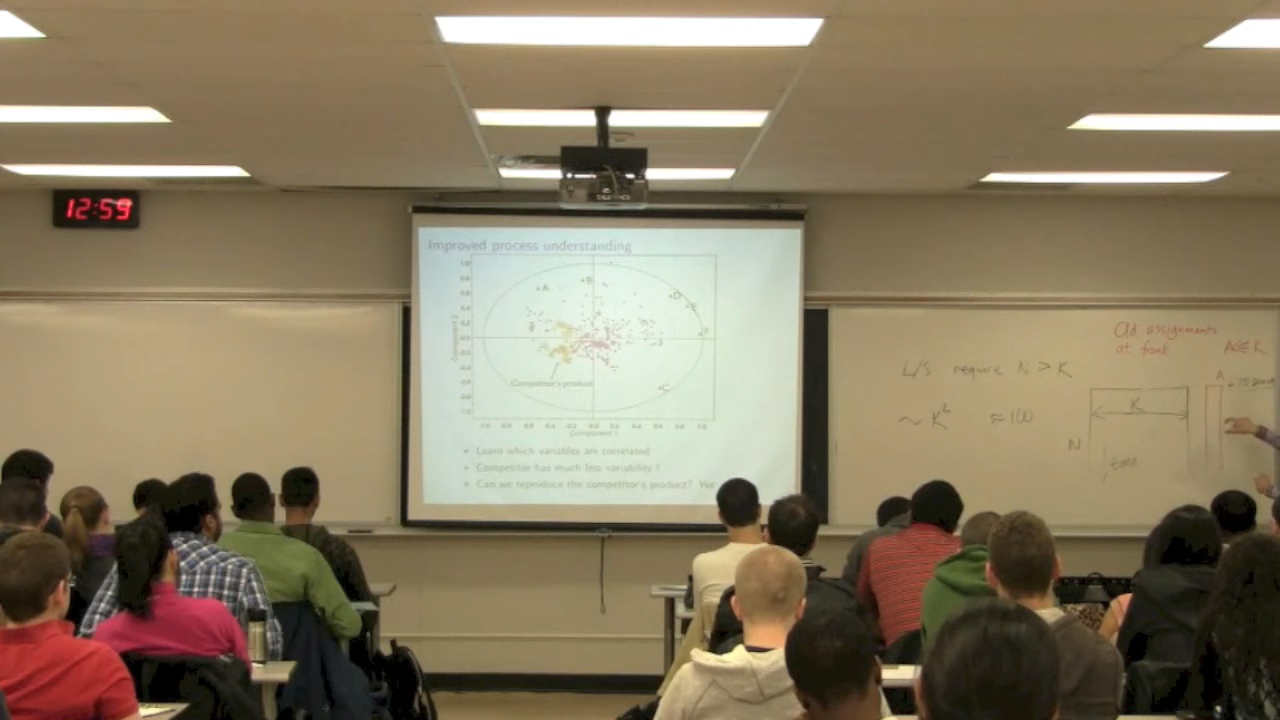 12:59
Improved process understanding
A
B
D
E
F
C
Competitor's product
Component 1
Component 2
Learn which variables are correlated
Competitor has much less variability !
Can we reproduce the competitor's product? Yes
Old assignments
at front
L/S require N > K
~ K² ≈100
K
N
A